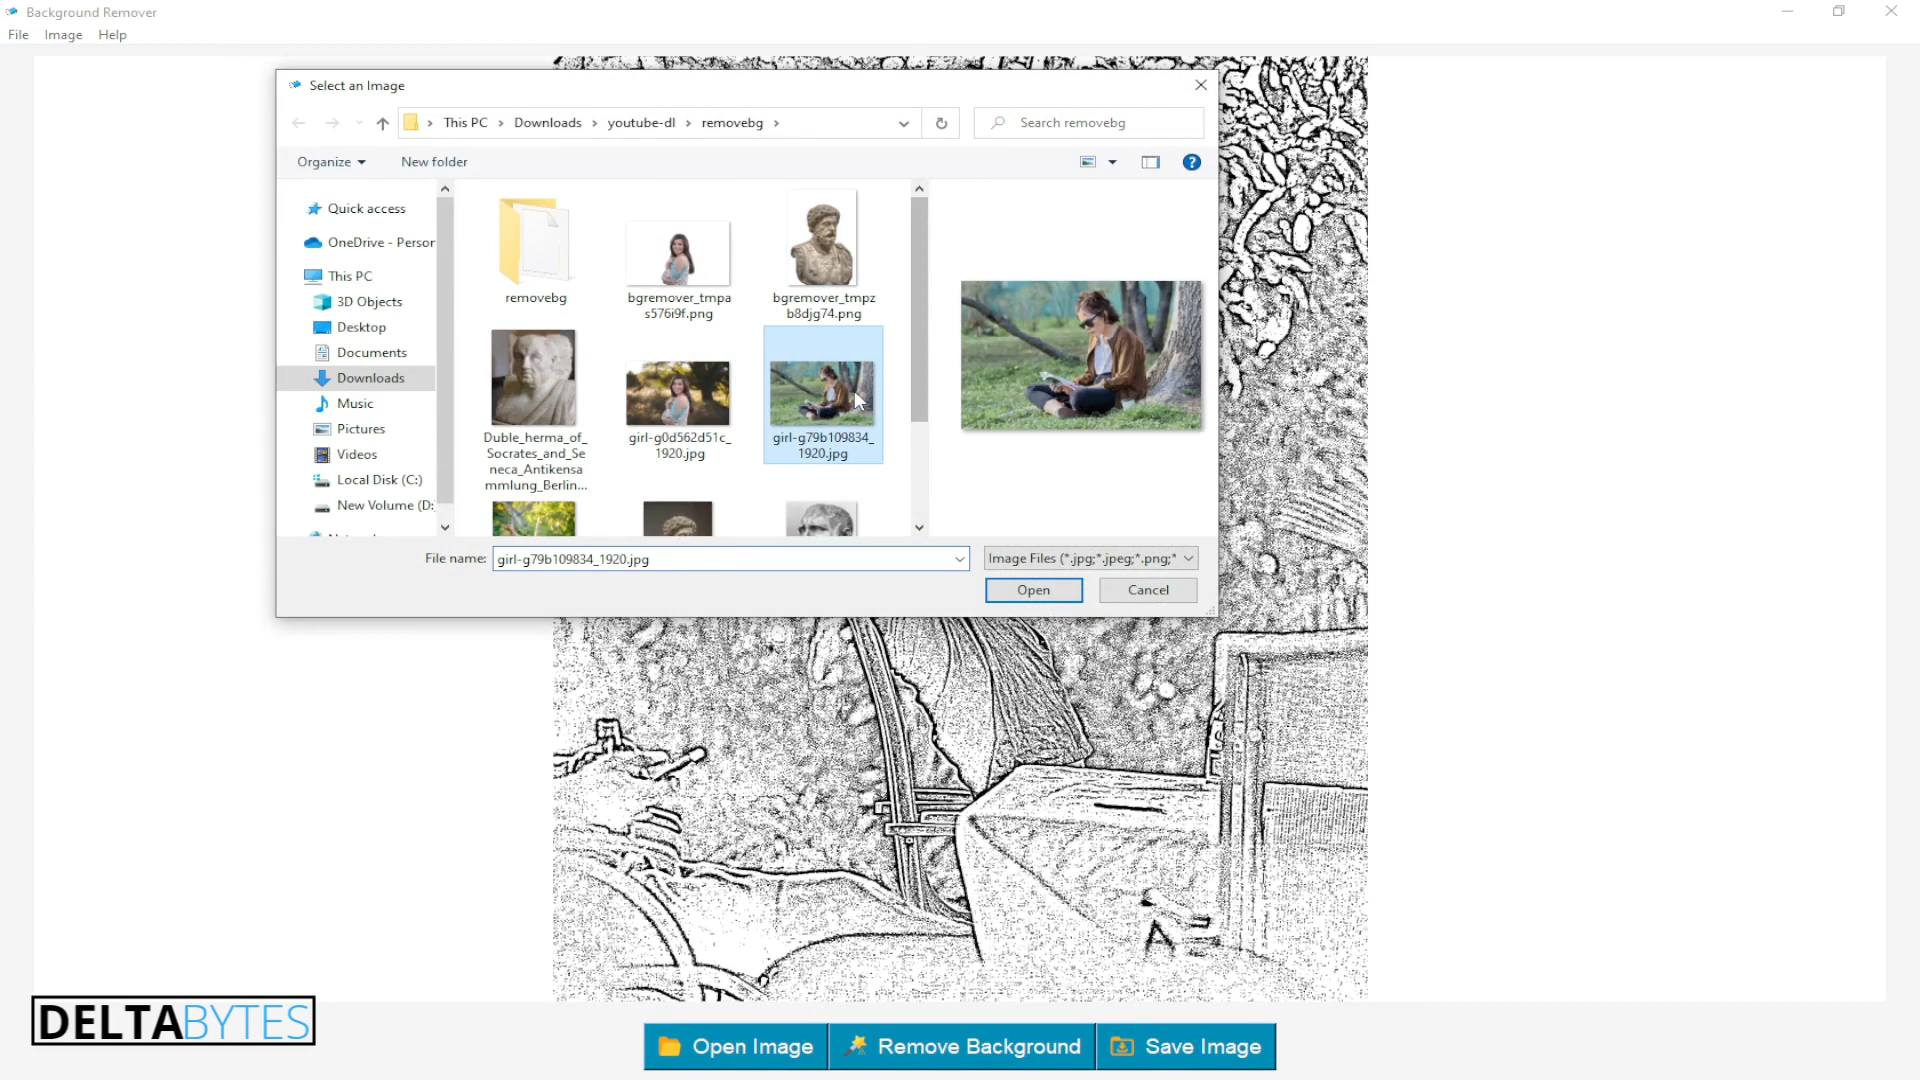 Background Remover
File Image Help
Select an Image
This PC Downloads youtube-dl removebg
Search removebg
Organize New folder
?
Quick access
OneDrive - Person
This PC
3D Objects
Desktop
Documents
Downloads
Music
Pictures
Videos
Local Disk (C:)
New Volume (D:
removebg
bgremover_tmpa
s576i9f.png
bgremover_tmpz
b8djg74.png
Duble_herma_of_
Socrates_and_Se
neca_Antikensa
mmlung_Berlin...
girl-g0d562d51c_
1920.jpg
girl-g79b109834_
1920.jpg
File name: girl-g79b109834_1920.jpg
Image Files (*.jpg;*.jpeg;*.png;*
Open Cancel
DELTABYTES
Open Image Remove Background Save Image